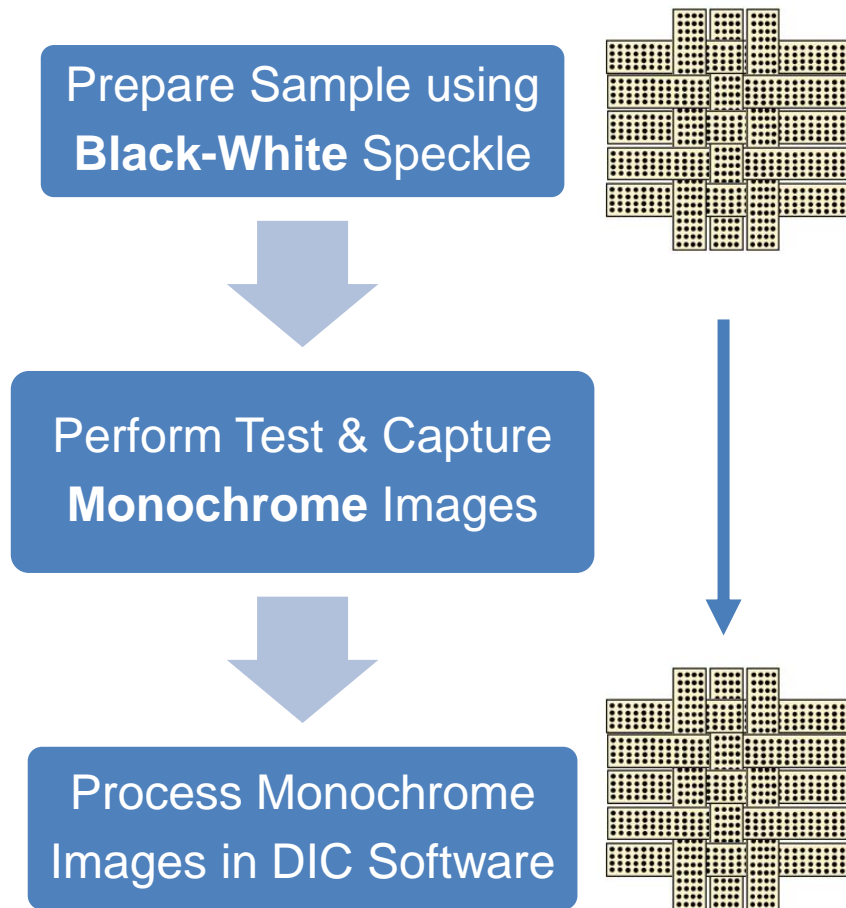 Prepare Sample using
Black-White Speckle
Perform Test & Capture
Monochrome Images
Process Monochrome
Images in DIC Software